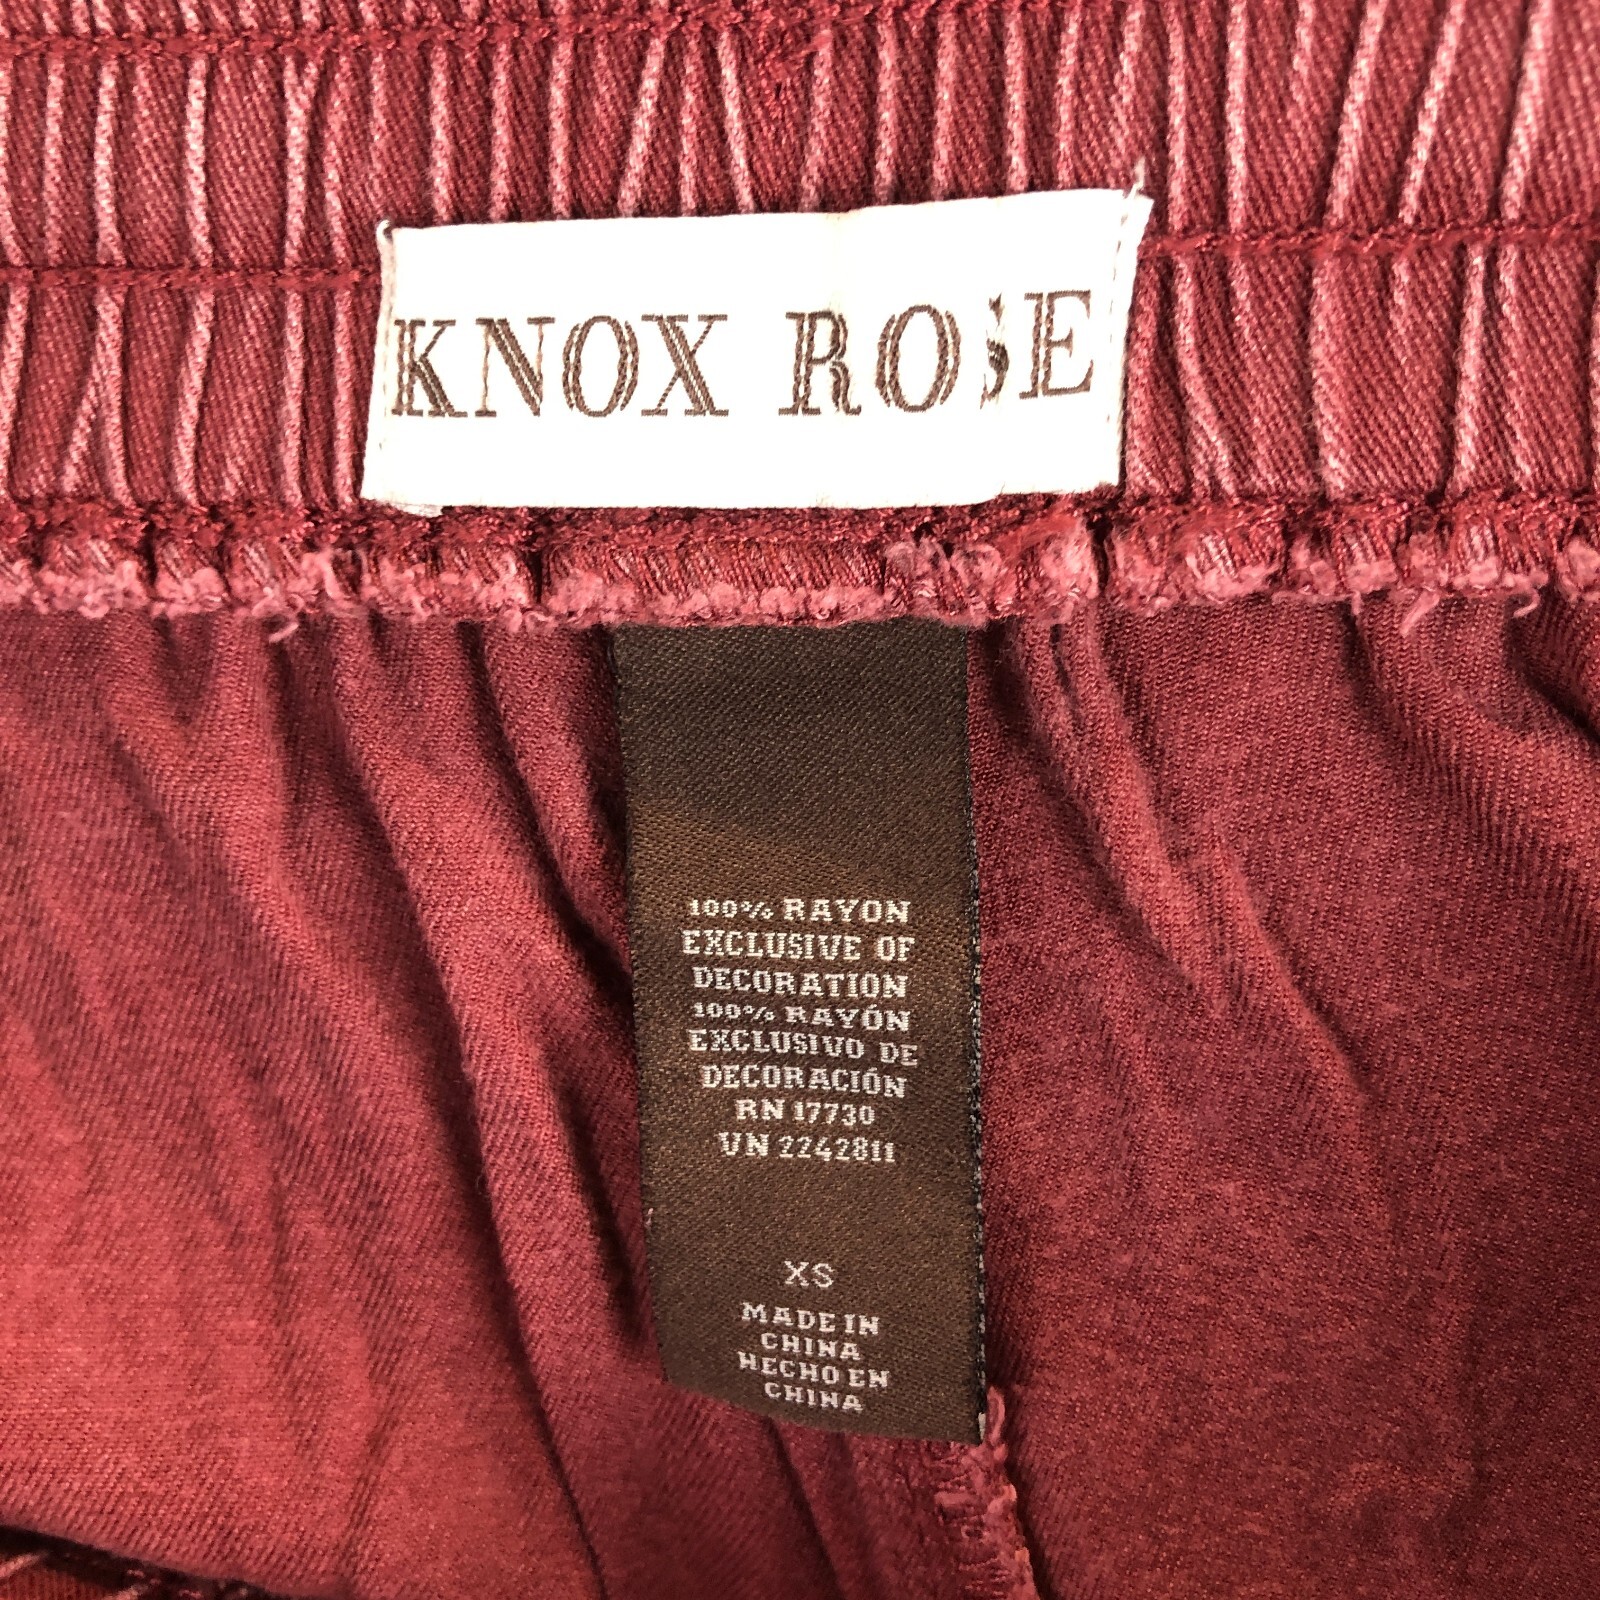 KNOX ROSE
100% RAYON
EXCLUSIVE OF
DECORATION
100% RAYÓN
EXCLUSIVO DE
DECORACIÓN
RN 17730
UN 2242811
XS
MADE IN
CHINA
HECHO EN
CHINA